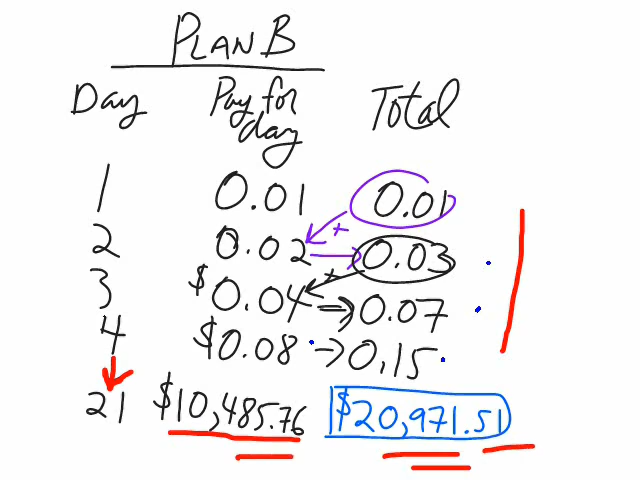 PLAN B
Day Pay for day Total
1 0.01 0.01
+
2 0.02 0.03
+
3 $0.04 → 0.07
4 $0.08 → 0.15
21 $10,485.76 $20,971.51